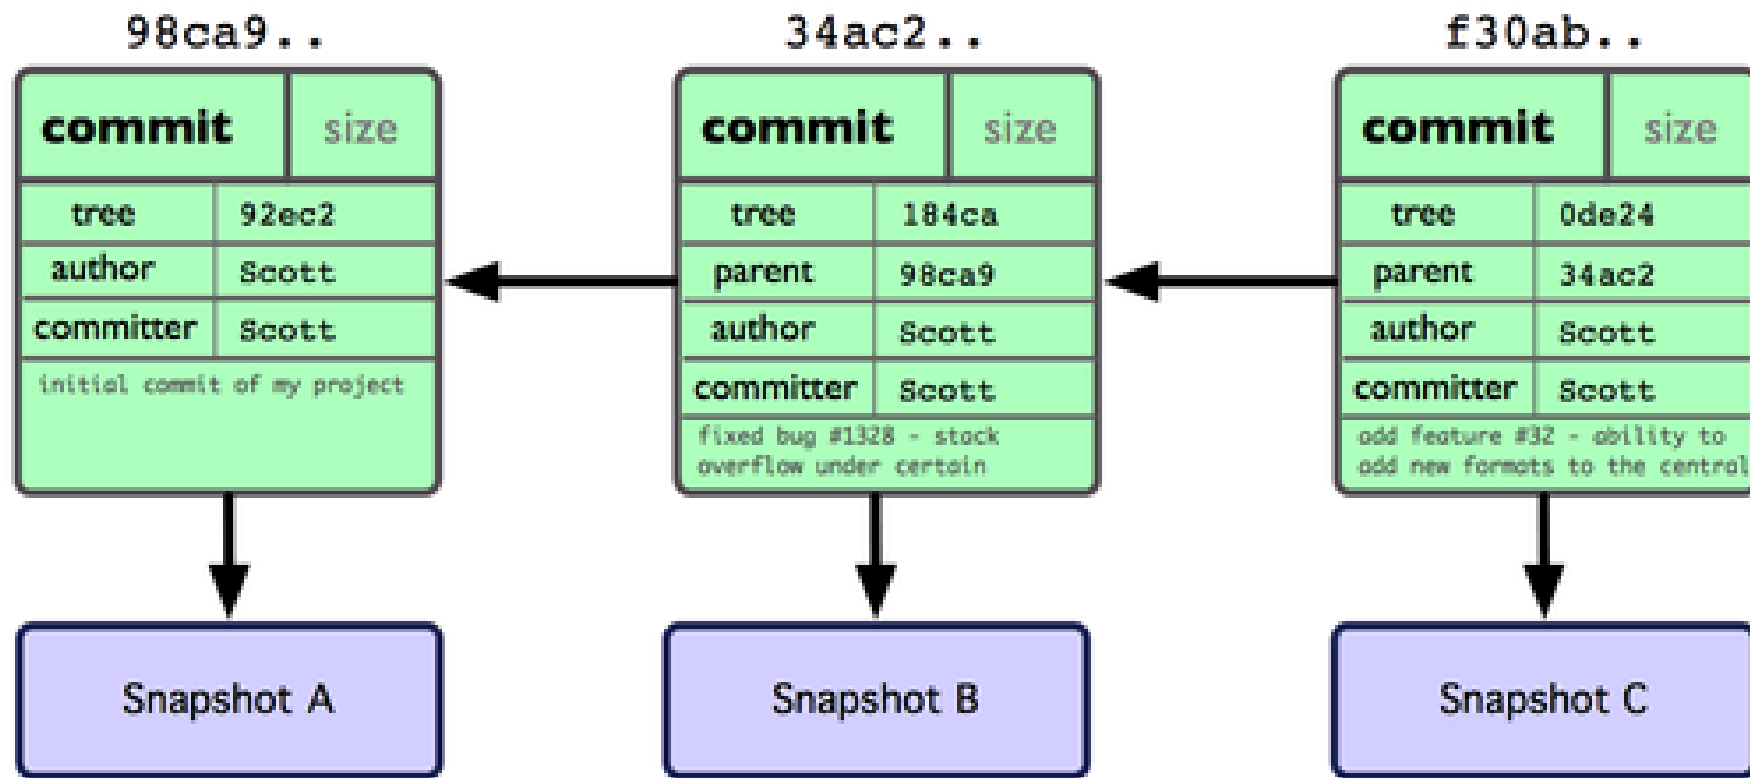 98ca9..
commit size
tree 92ec2
author Scott
committer Scott
initial commit of my project
Snapshot A
34ac2..
commit size
tree 184ca
parent 98ca9
author Scott
committer Scott
fixed bug #1328 - stack
overflow under certain
Snapshot B
f30ab..
commit size
tree 0de24
parent 34ac2
author Scott
committer Scott
add feature #32 - ability to
add new formats to the central
Snapshot C